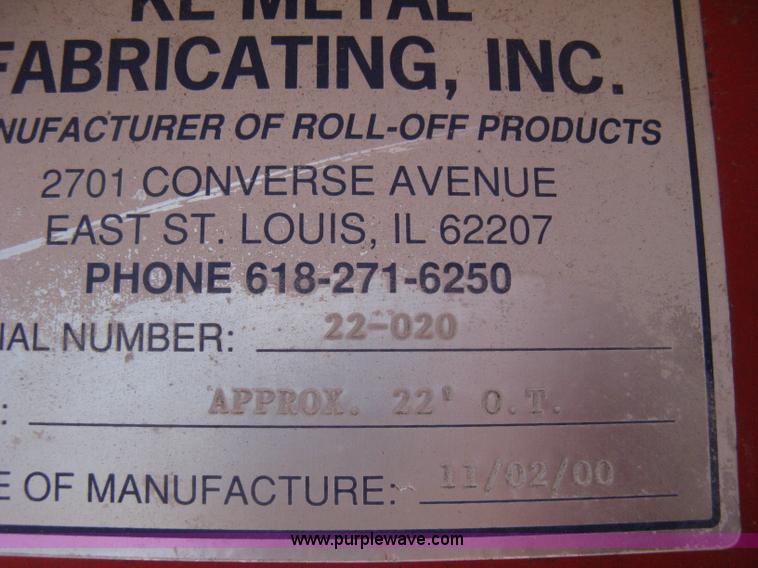 METAL
FABRICATING, INC.
NUFACTURER OF ROLL-OFF PRODUCTS
2701 CONVERSE AVENUE
EAST ST. LOUIS, IL 62207
PHONE 618-271-6250
IAL NUMBER: 22-020
: APPROX. 22' O.T.
E OF MANUFACTURE: 11/02/00
www.purplewave.com